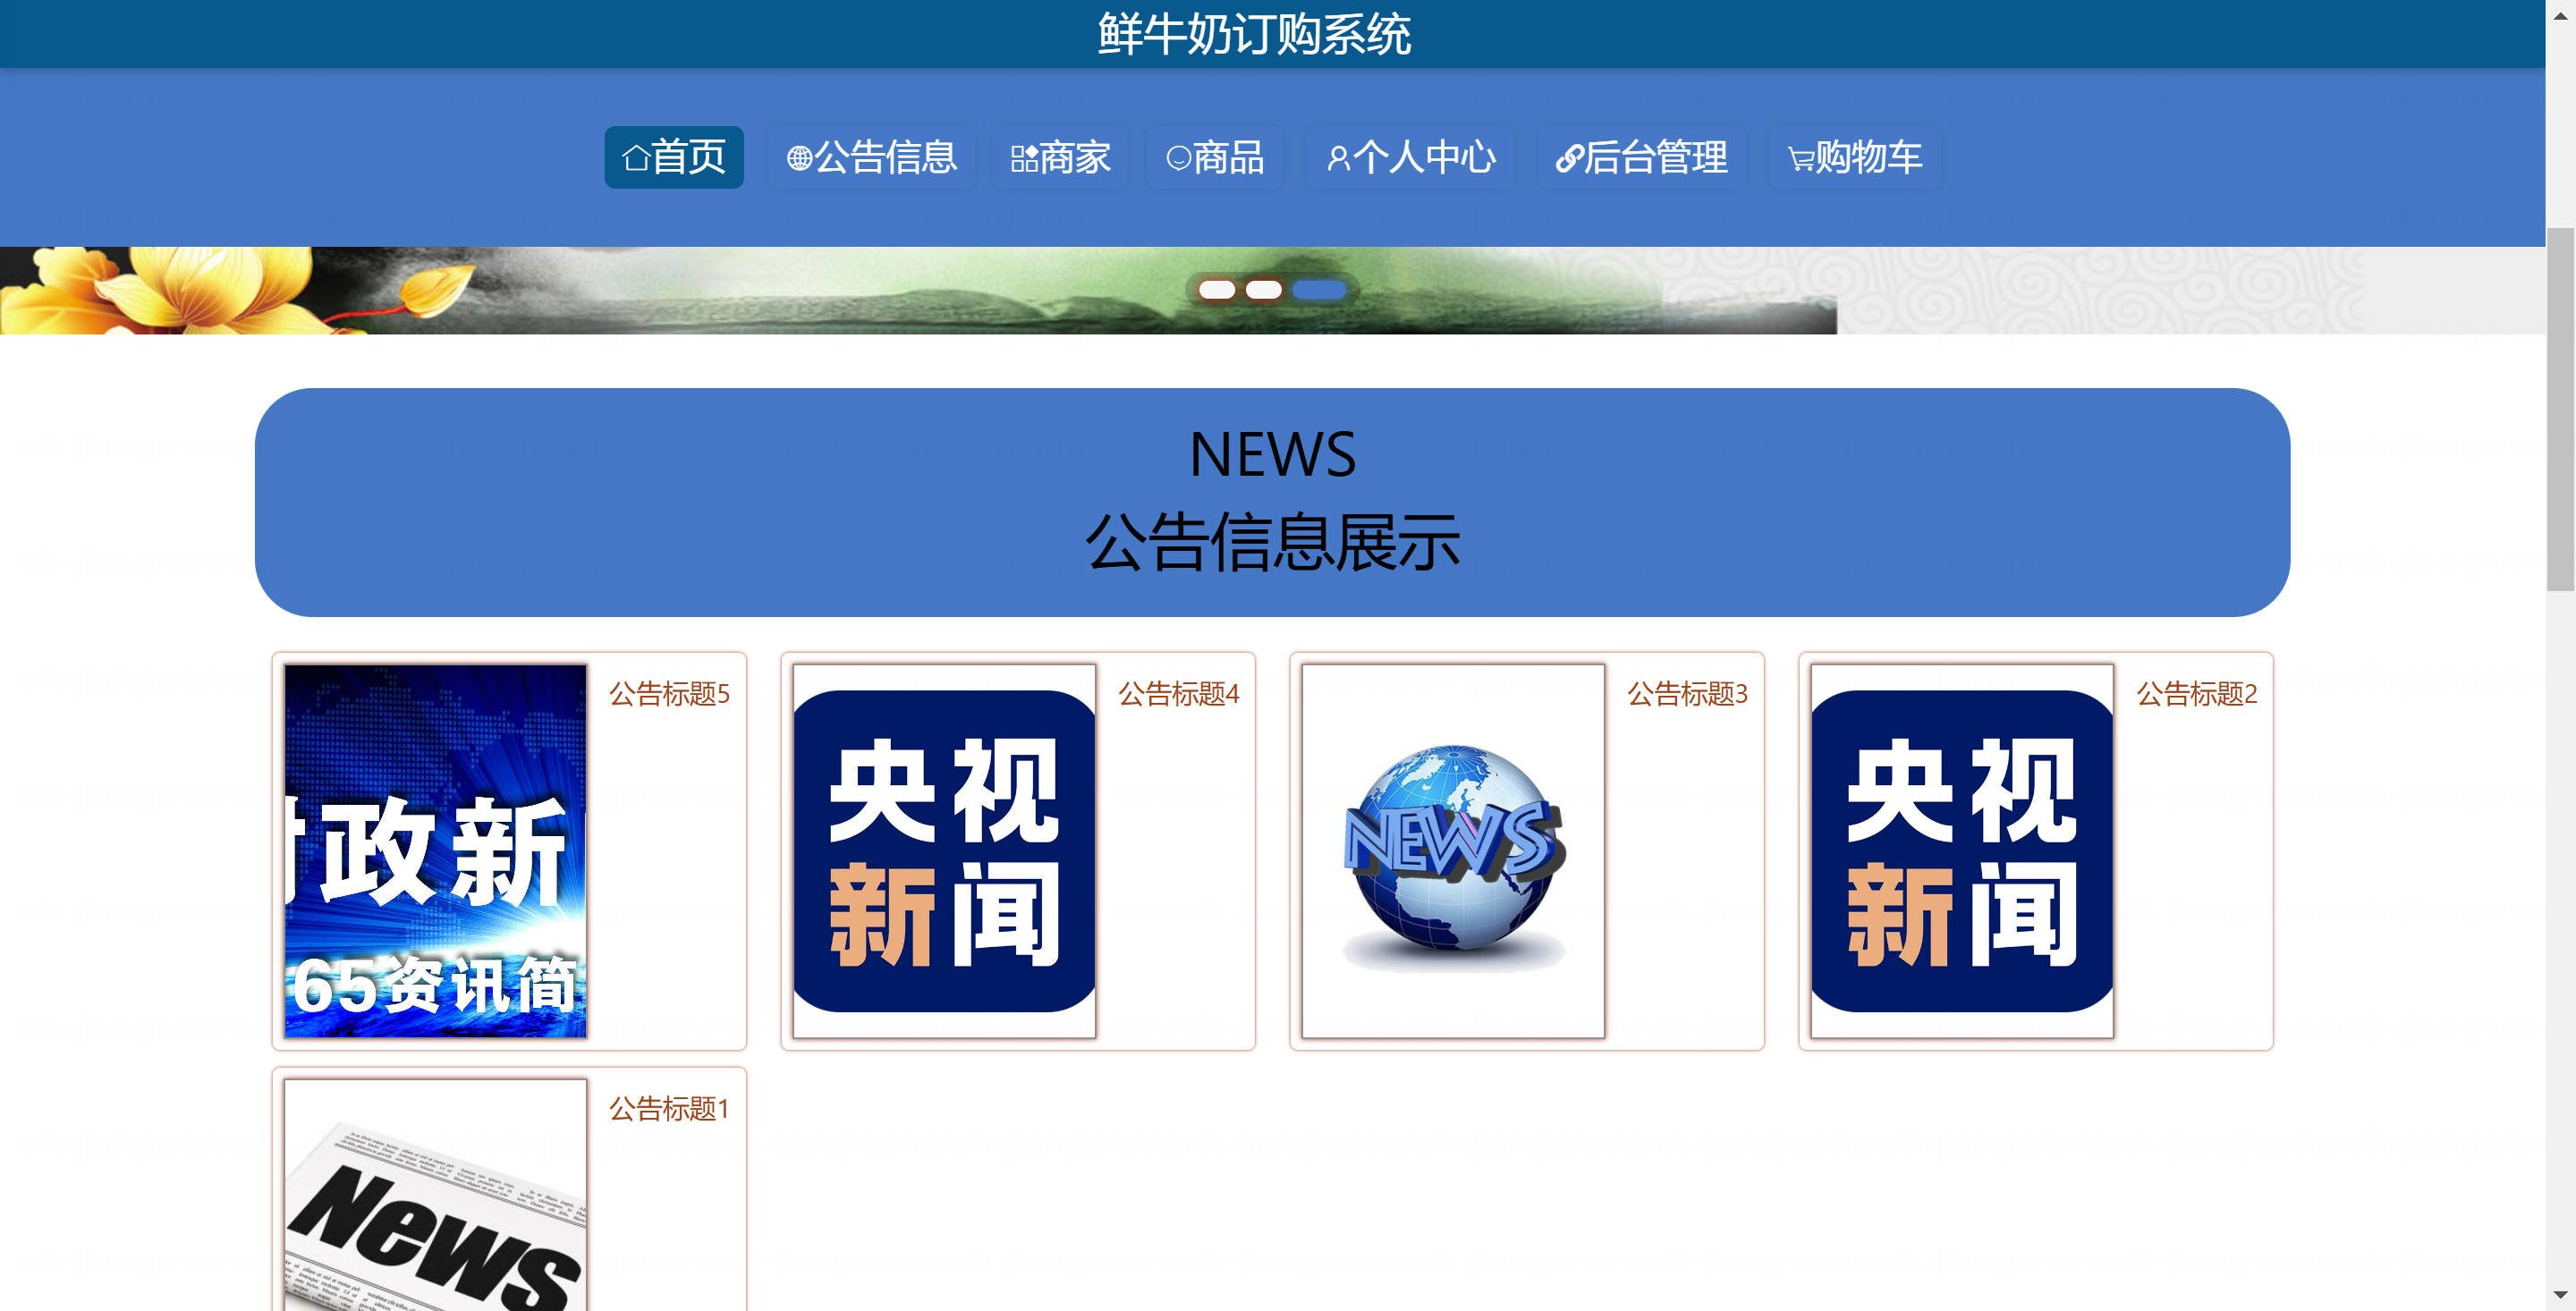 鲜牛奶订购系统
首页 公告信息 商家 商品 个人中心 后台管理 购物车
NEWS
公告信息展示
公告标题5
政新
65资讯简
公告标题4
央视
新闻
公告标题3
NEWS
公告标题2
央视
新闻
公告标题1
News